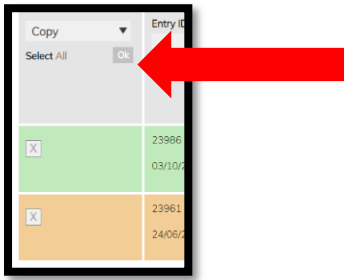 Copy ▼
Entry ID
Select All Ok
X 23986
03/10/2
X 23961
24/06/2